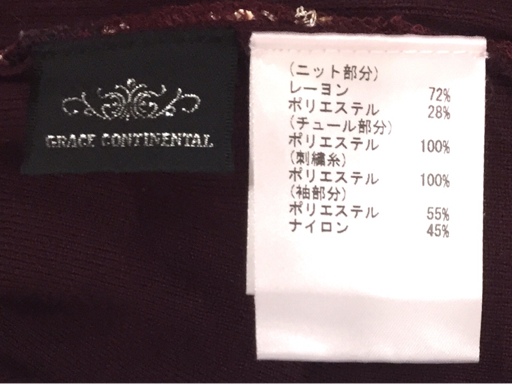 GRACE CONTINENTAL
(ニット部分)
レーヨン 72%
ポリエステル 28%
(チュール部分)
ポリエステル 100%
(刺繍糸)
ポリエステル 100%
(袖部分)
ポリエステル 55%
ナイロン 45%